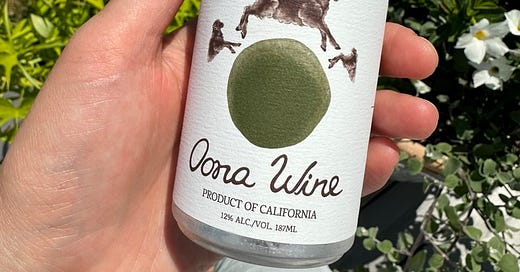 Oona Wine
PRODUCT OF CALIFORNIA
12% ALC./VOL. 187ML